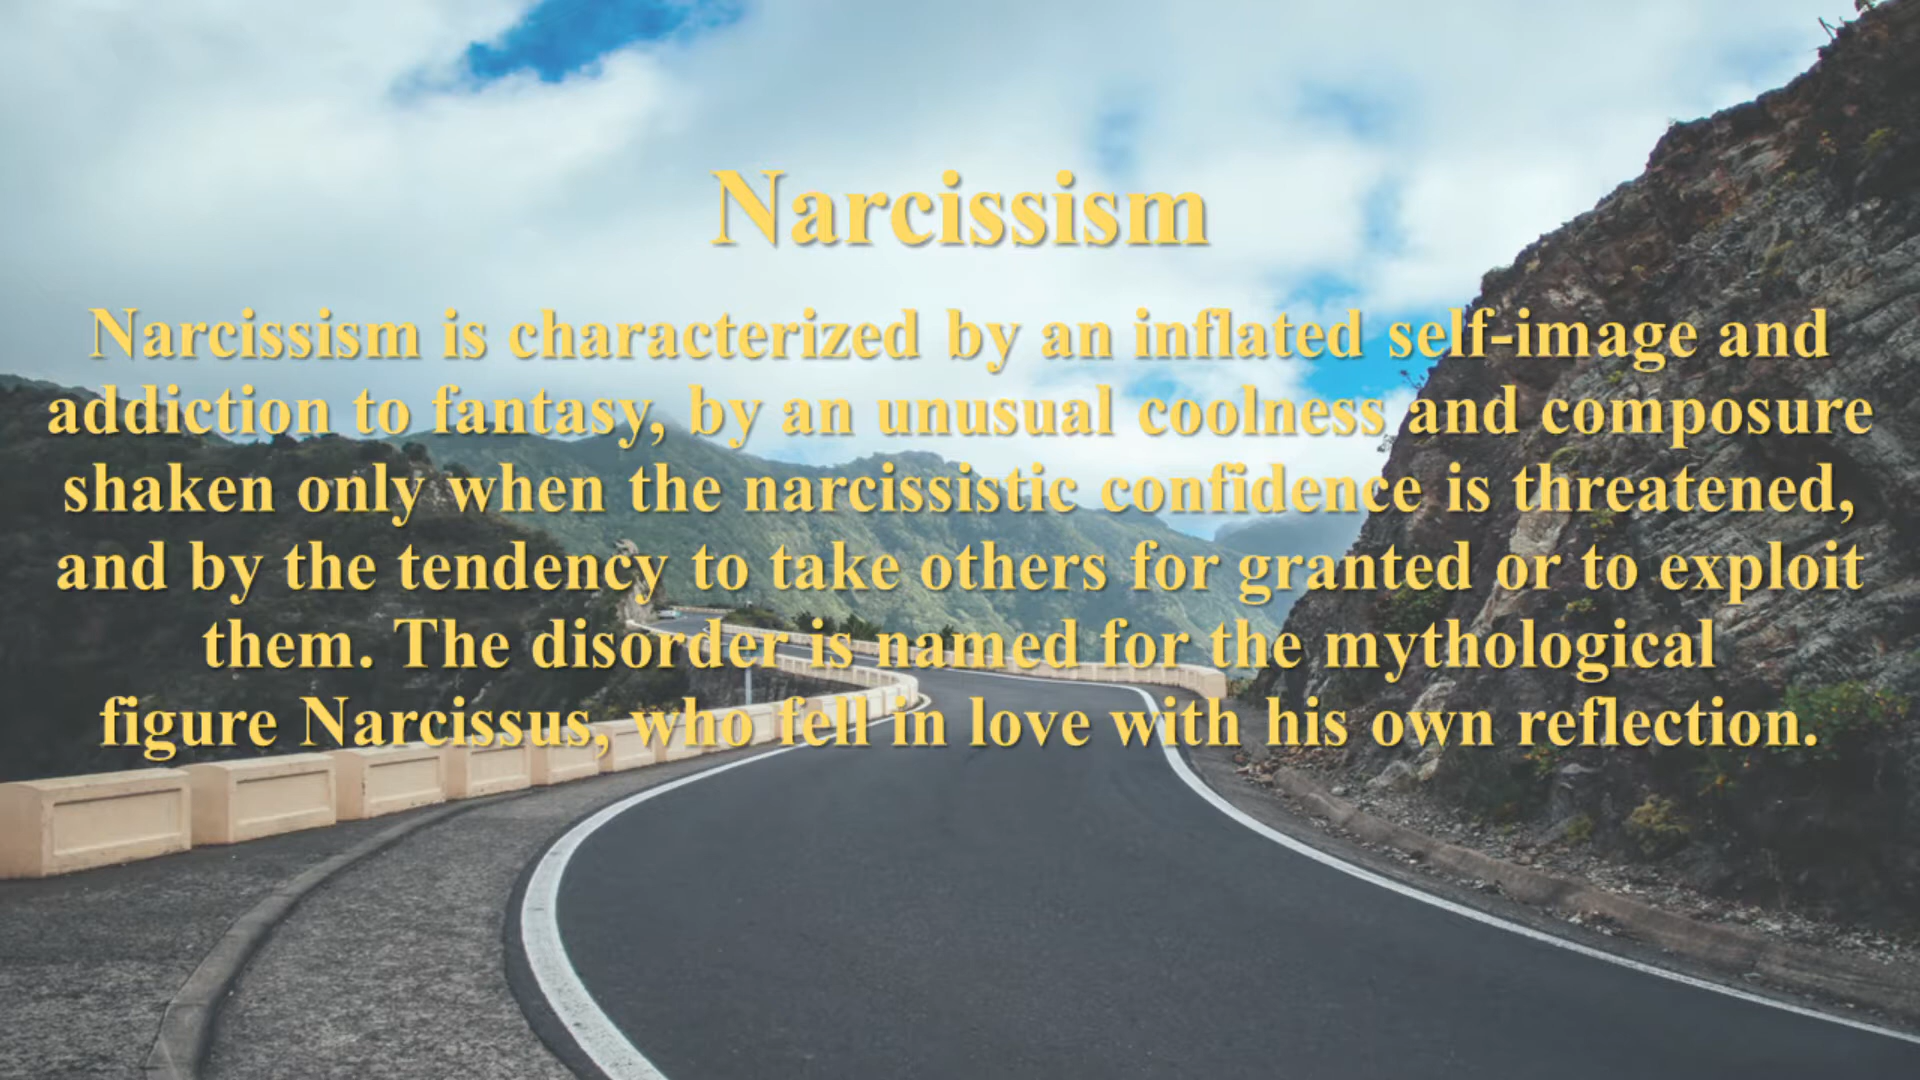 Narcissism
Narcissism is characterized by an inflated self-image and
addiction to fantasy, by an unusual coolness and composure
shaken only when the narcissistic confidence is threatened,
and by the tendency to take others for granted or to exploit
them. The disorder is named for the mythological
figure Narcissus, who fell in love with his own reflection.